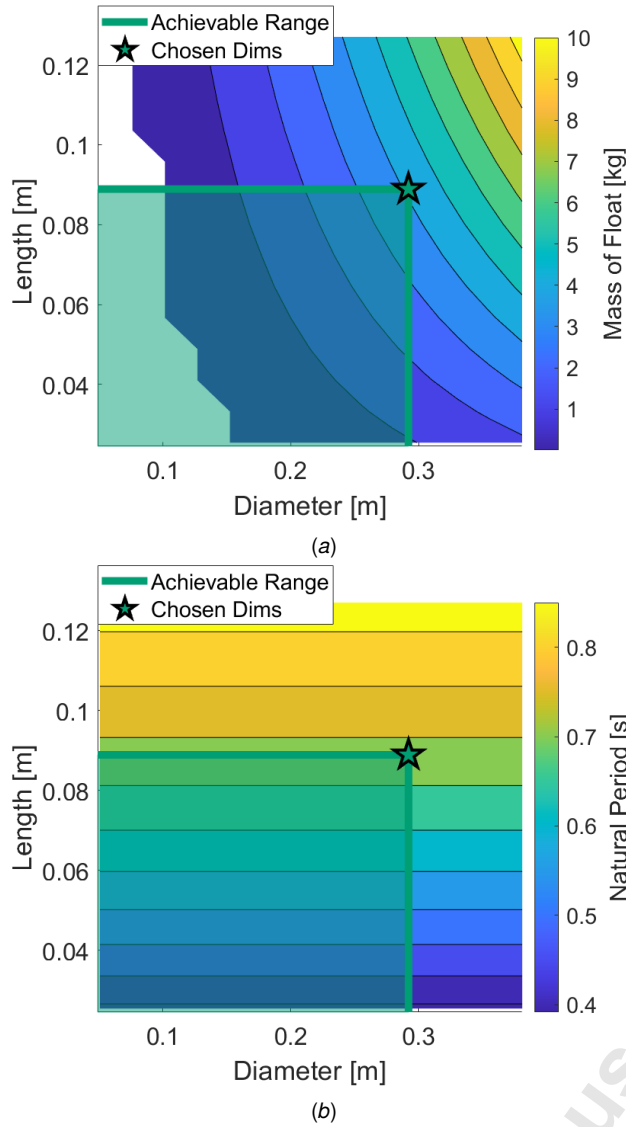 Achievable Range
Chosen Dims
0.12
0.1
0.08
0.06
0.04
Length [m]
0.1
0.2
0.3
Diameter [m]
10
9
8
7
6
5
4
3
2
1
Mass of Float [kg]
(a)
Achievable Range
Chosen Dims
0.12
0.1
0.08
0.06
0.04
Length [m]
0.1
0.2
0.3
Diameter [m]
0.8
0.7
0.6
0.5
0.4
Natural Period [s]
(b)